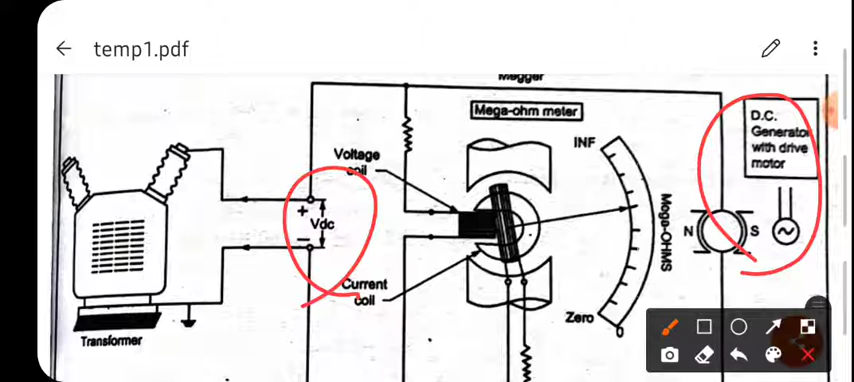 temp1.pdf
Megger
Mega-ohm meter
D.C.
Generator
with drive
motor
INF
Voltage
coil
+
Vdc
−
Mega-OHMS
N
S
Current
coil
Zero
0
Transformer